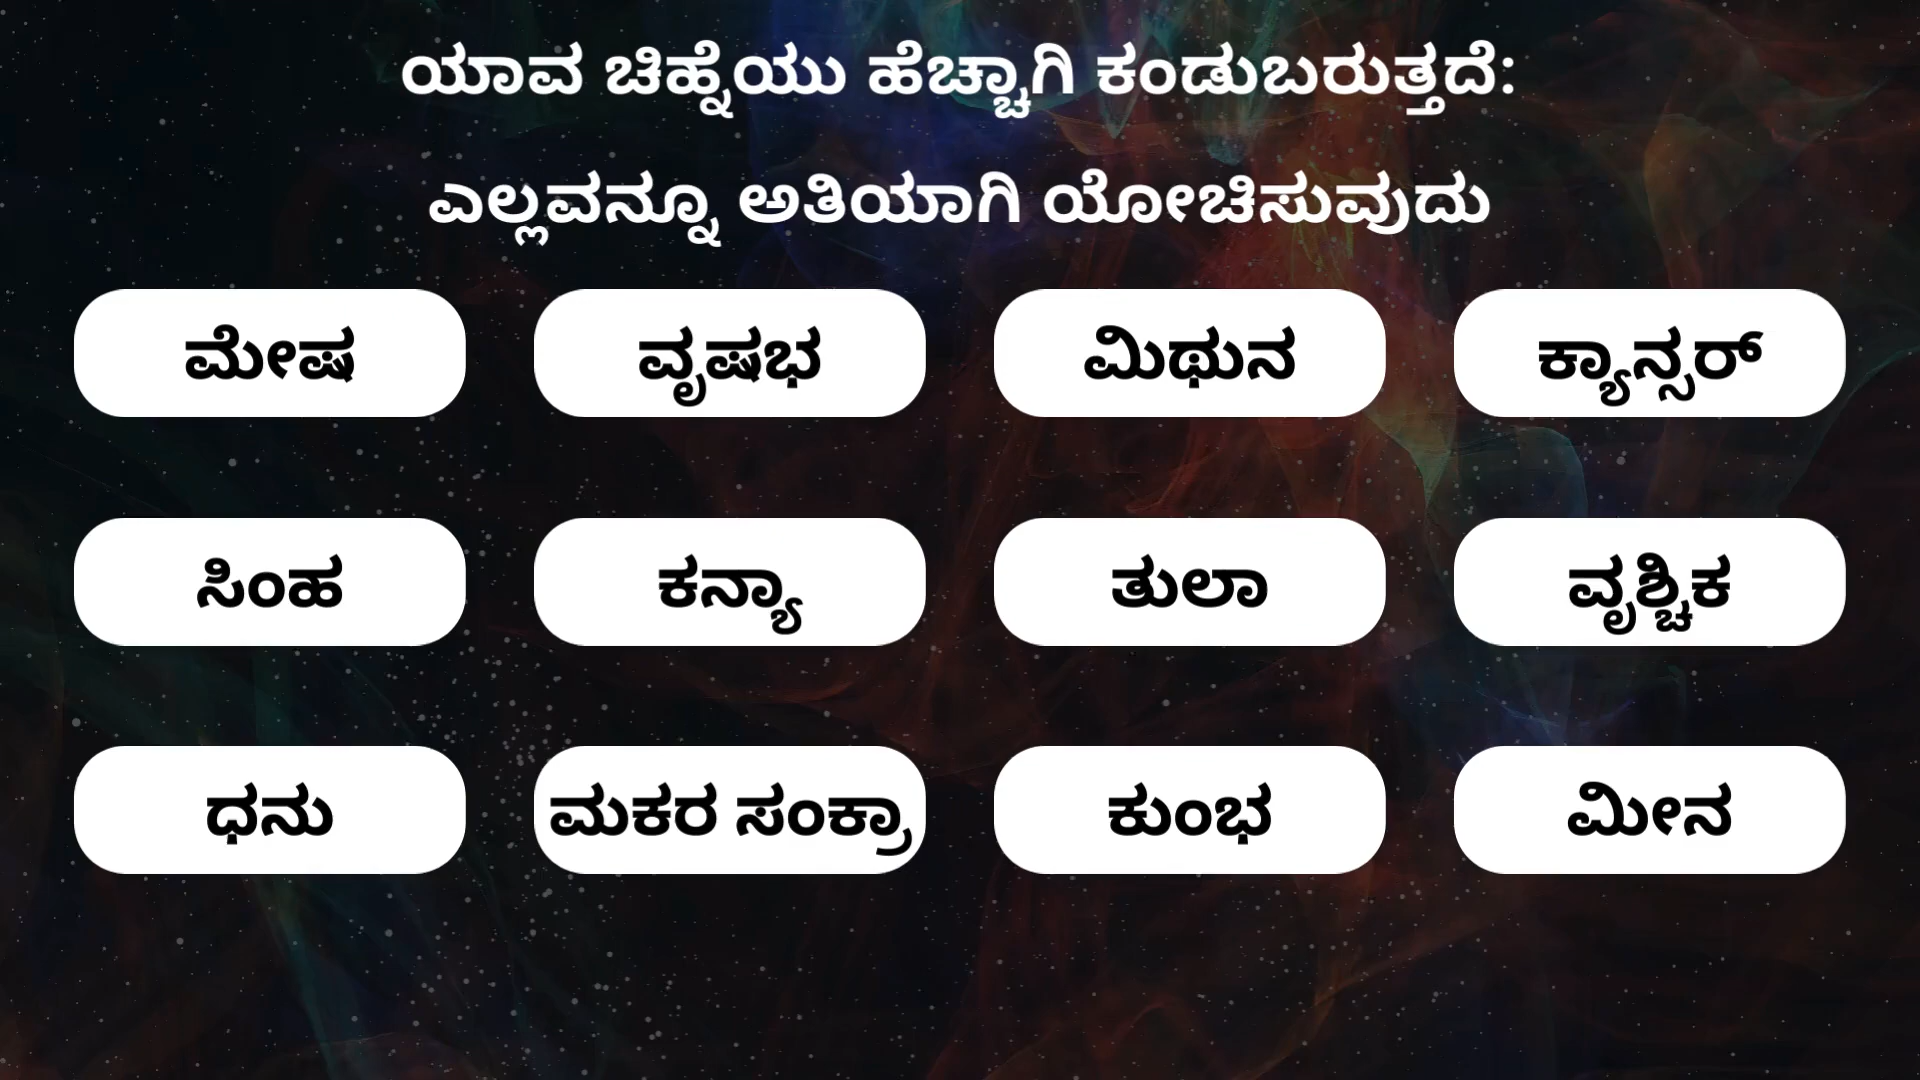 ಯಾವ ಚಿಹ್ನೆಯು ಹೆಚ್ಚಾಗಿ ಕಂಡುಬರುತ್ತದೆ:
ಎಲ್ಲವನ್ನೂ ಅತಿಯಾಗಿ ಯೋಚಿಸುವುದು
ಮೇಷ ವೃಷಭ ಮಿಥುನ ಕ್ಯಾನ್ಸರ್
ಸಿಂಹ ಕನ್ಯಾ ತುಲಾ ವೃಶ್ಚಿಕ
ಧನು ಮಕರ ಸಂಕ್ರಾ ಕುಂಭ ಮೀನ